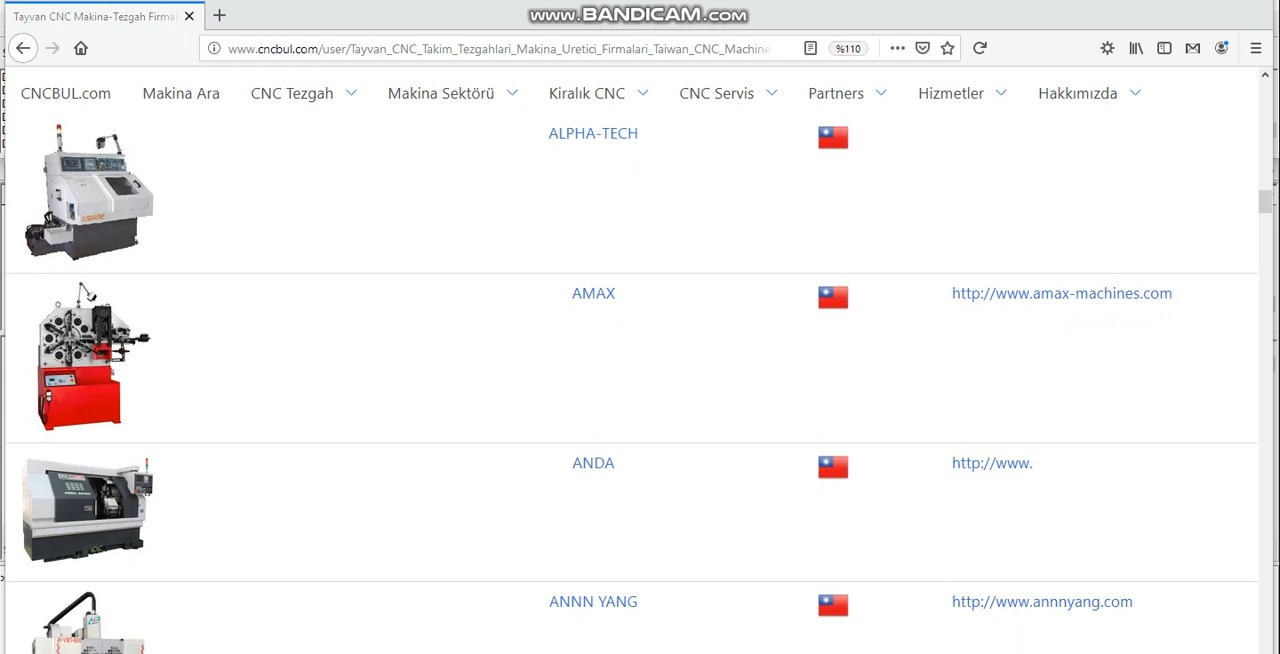 www.BANDICAM.com
Tayvan CNC Makina-Tezgah Firmal
www.cncbul.com/user/Tayvan_CNC_Takim_Tezgahlari_Makina_Uretici_Firmalari_Taiwan_CNC_Machine
%110
CNCBUL.com Makina Ara CNC Tezgah Makina Sektörü Kiralık CNC CNC Servis Partners Hizmetler Hakkımızda
ALPHA-TECH
AMAX http://www.amax-machines.com
ANDA http://www.
ANNN YANG http://www.annnyang.com